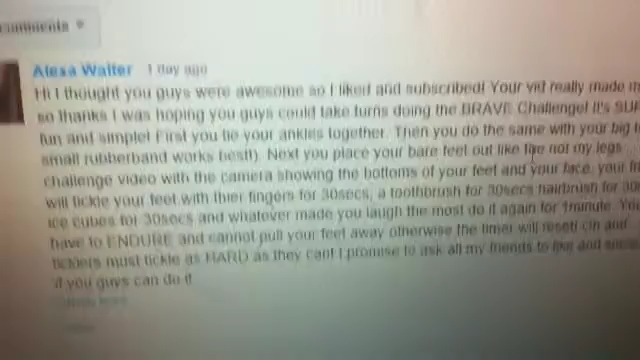 comments
Alexa Walter 1 day ago
Hi I thought you guys were awesome so I liked and subscribed! Your vid really made m
so thanks I was hoping you guys could take turns doing the BRAVE Challenge! It's SU
fun and simple! First you tie your ankles together. Then you do the same with your big
small rubberband works best!). Next you place your bare feet out like not my legs
challenge video with the camera showing the bottoms of your feet and your face. your
will tickle your feet with thier fingers for 30secs, a toothbrush for 30secs hairbrush for 30
ice cubes for 30secs and whatever made you laugh the most do it again for 1minute. You
have to ENDURE and cannot pull your feet away otherwise the timer will reset! and
ticklers must tickle as HARD as they can! I promise to ask all my friends to like and
if you guys can do it